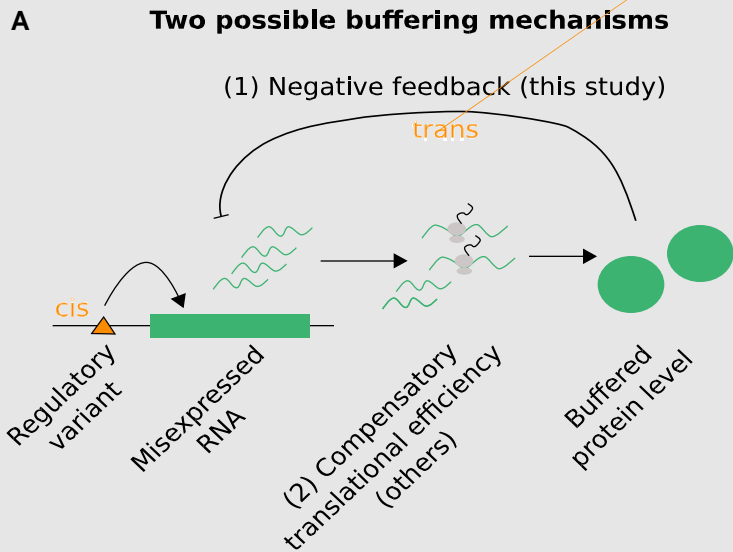 A
Two possible buffering mechanisms
(1) Negative feedback (this study)
trans
cis
Regulatory
variant
Misexpressed
RNA
(2) Compensatory
translational efficiency
(others)
Buffered
protein level